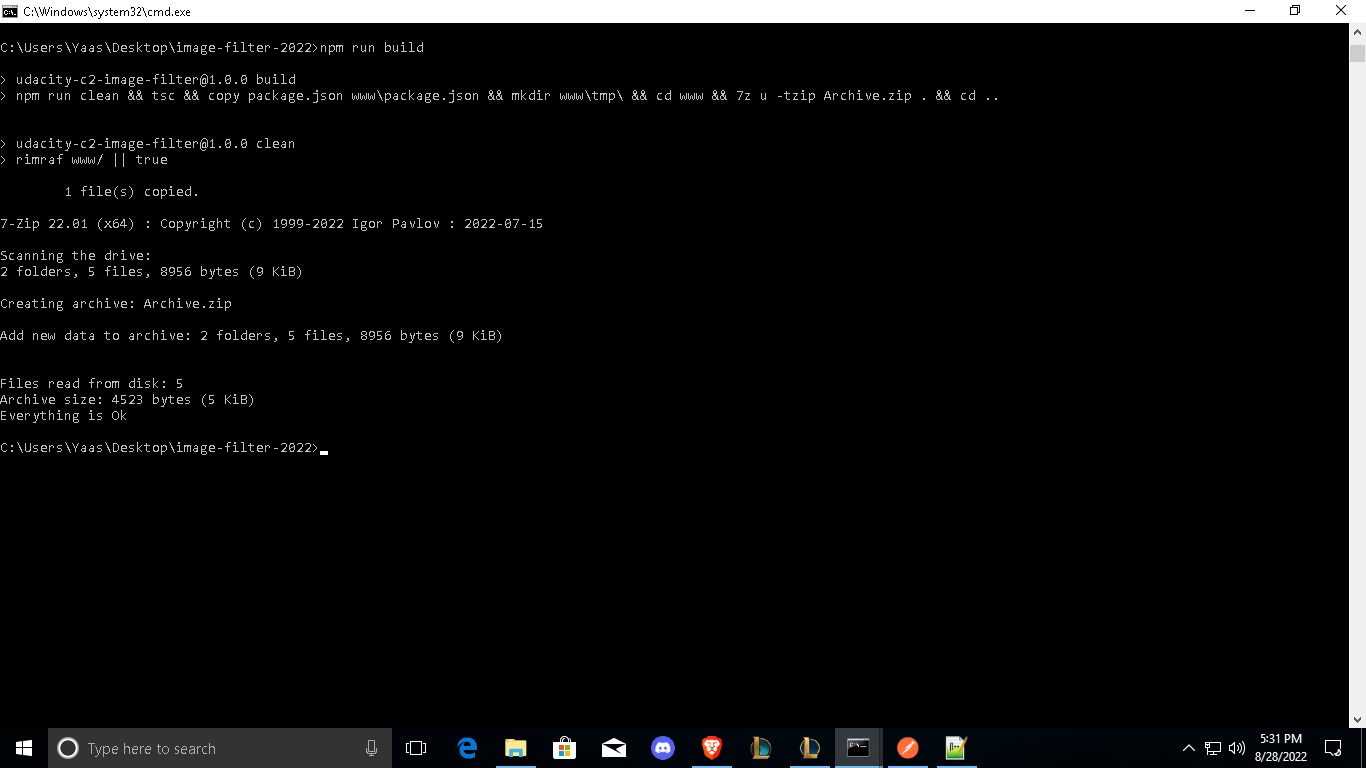 C:\Windows\system32\cmd.exe
C:\Users\Yaas\Desktop\image-filter-2022>npm run build
> udacity-c2-image-filter@1.0.0 build
> npm run clean && tsc && copy package.json www\package.json && mkdir www\tmp\ && cd www && 7z u -tzip Archive.zip . && cd ..
> udacity-c2-image-filter@1.0.0 clean
> rimraf www/ || true
1 file(s) copied.
7-Zip 22.01 (x64) : Copyright (c) 1999-2022 Igor Pavlov : 2022-07-15
Scanning the drive:
2 folders, 5 files, 8956 bytes (9 KiB)
Creating archive: Archive.zip
Add new data to archive: 2 folders, 5 files, 8956 bytes (9 KiB)
Files read from disk: 5
Archive size: 4523 bytes (5 KiB)
Everything is Ok
C:\Users\Yaas\Desktop\image-filter-2022>
Type here to search
5:31 PM
8/28/2022